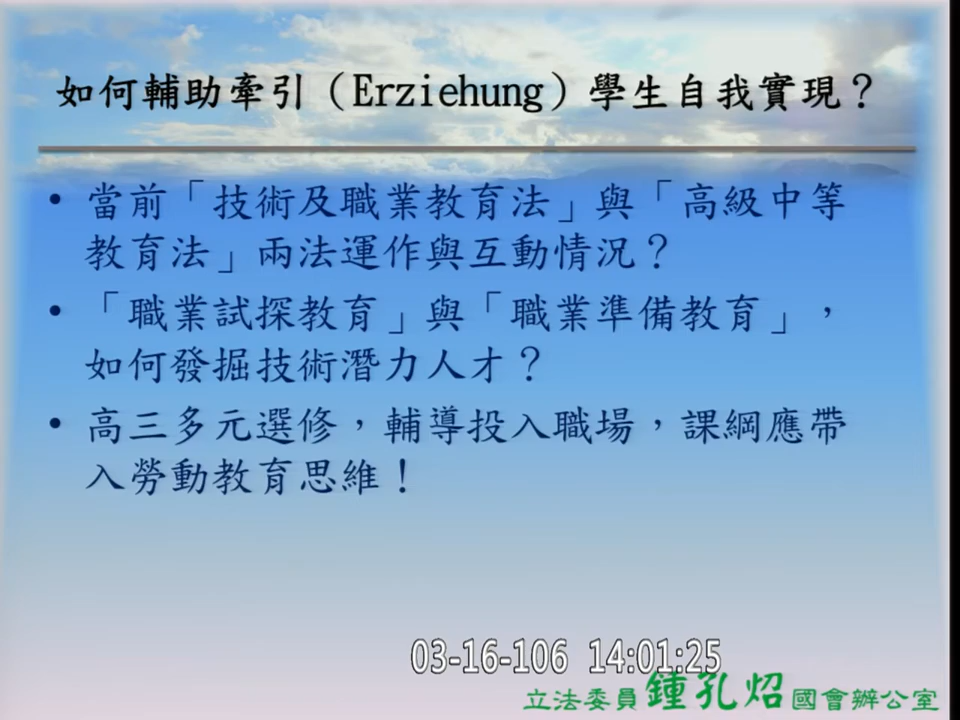 如何輔助牽引（Erziehung）學生自我實現？
• 當前「技術及職業教育法」與「高級中等
教育法」兩法運作與互動情況？
• 「職業試探教育」與「職業準備教育」，
如何發掘技術潛力人才？
• 高三多元選修，輔導投入職場，課綱應帶
入勞動教育思維！
03-16-106 14:01:25
立法委員鍾孔炤國會辦公室